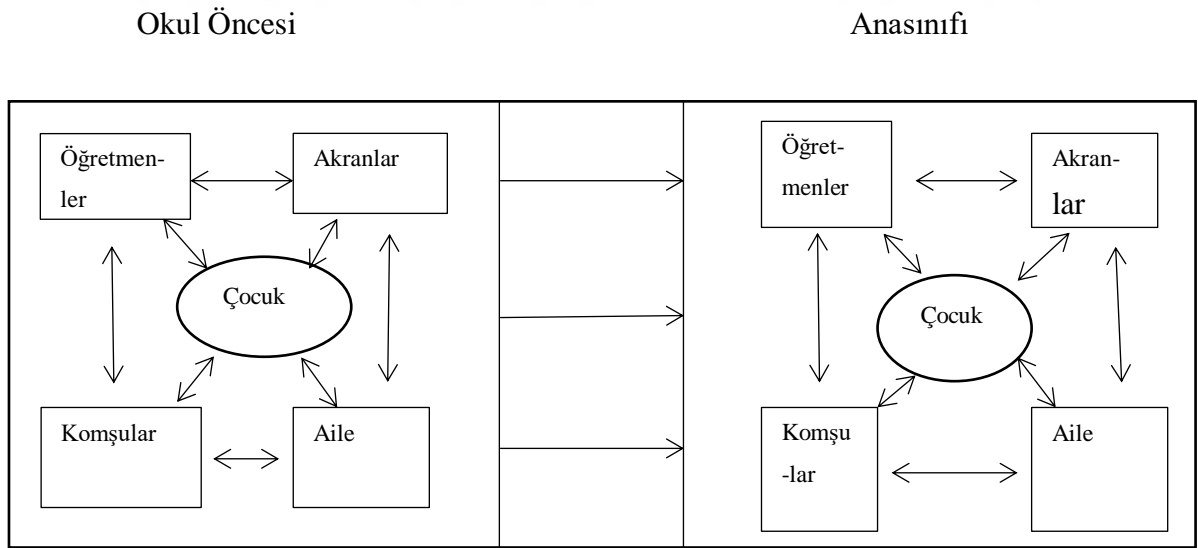 Okul Öncesi
Anasınıfı
Öğretmen-
ler
Akranlar
Çocuk
Komşular
Aile
Öğret-
menler
Akran-
lar
Çocuk
Komşu
-lar
Aile